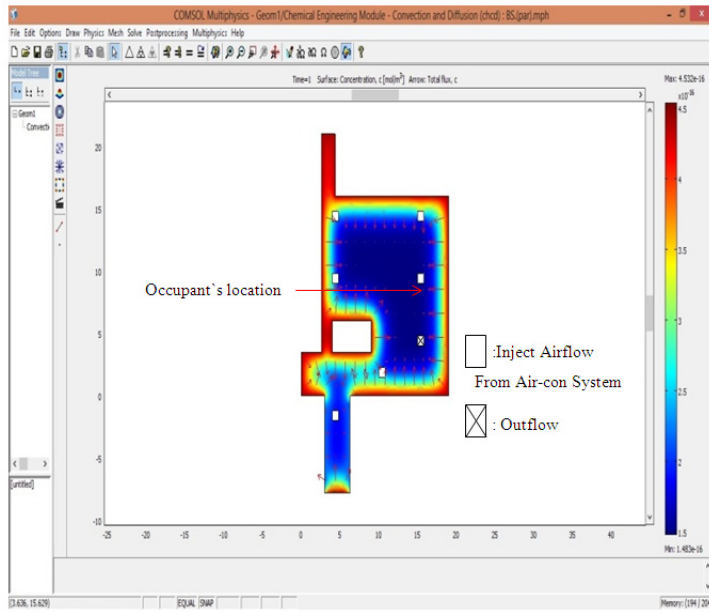 COMSOL Multiphysics - Geom1/Chemical Engineering Module - Convection and Diffusion (chcd) : BS.(par).mph
File Edit Options Draw Physics Mesh Solve Postprocessing Multiphysics Help
Model Tree
Geom1
Convecti
[untitled]
Time=1 Surface: Concentration, c [mol/m³] Arrow: Total flux, c
Max: 4.532e-16
x10^-16
4.5
4
3.5
3
2.5
2
1.5
Min: 1.483e-16
20
15
10
5
0
-5
-10
-25 -20 -15 -10 -5 0 5 10 15 20 25 30 35 40
Occupant`s location
:Inject Airflow
From Air-con System
: Outflow
(3.636, 15.629)
EQUAL SNAP
Memory: (194 / 204